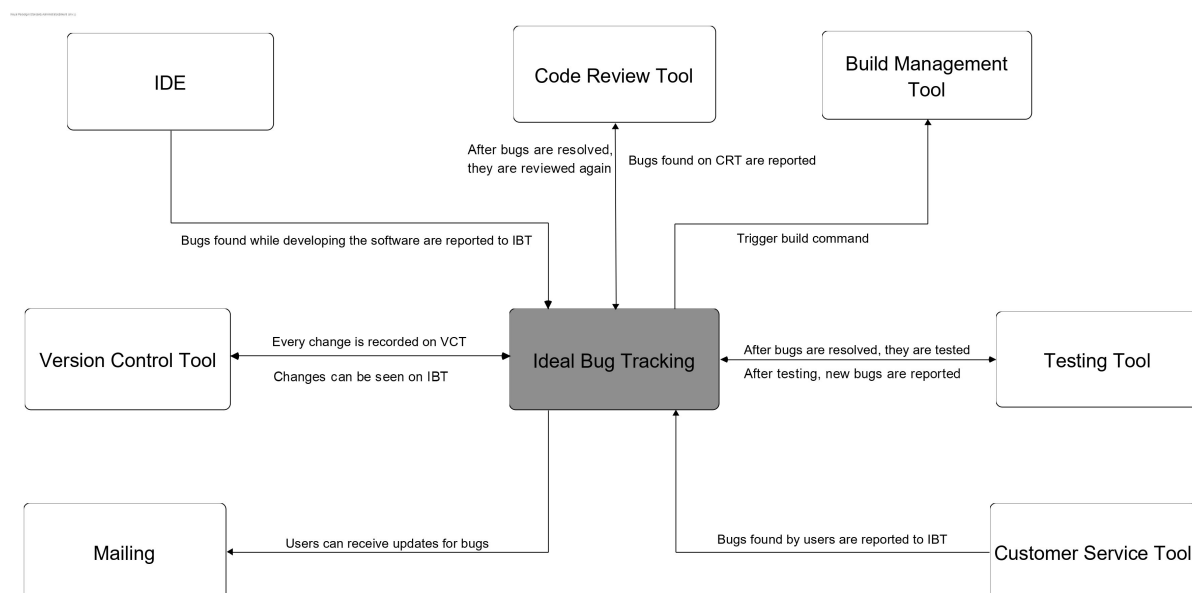 IDE
Code Review Tool
Build Management
Tool
After bugs are resolved,
they are reviewed again
Bugs found on CRT are reported
Bugs found while developing the software are reported to IBT
Trigger build command
Version Control Tool
Every change is recorded on VCT
Changes can be seen on IBT
Ideal Bug Tracking
After bugs are resolved, they are tested
After testing, new bugs are reported
Testing Tool
Mailing
Users can receive updates for bugs
Bugs found by users are reported to IBT
Customer Service Tool